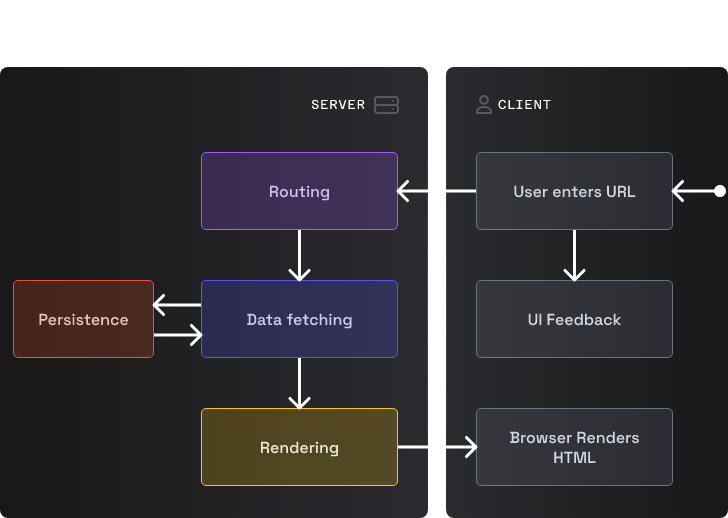 SERVER
CLIENT
Routing
User enters URL
Persistence
Data fetching
UI Feedback
Rendering
Browser Renders
HTML